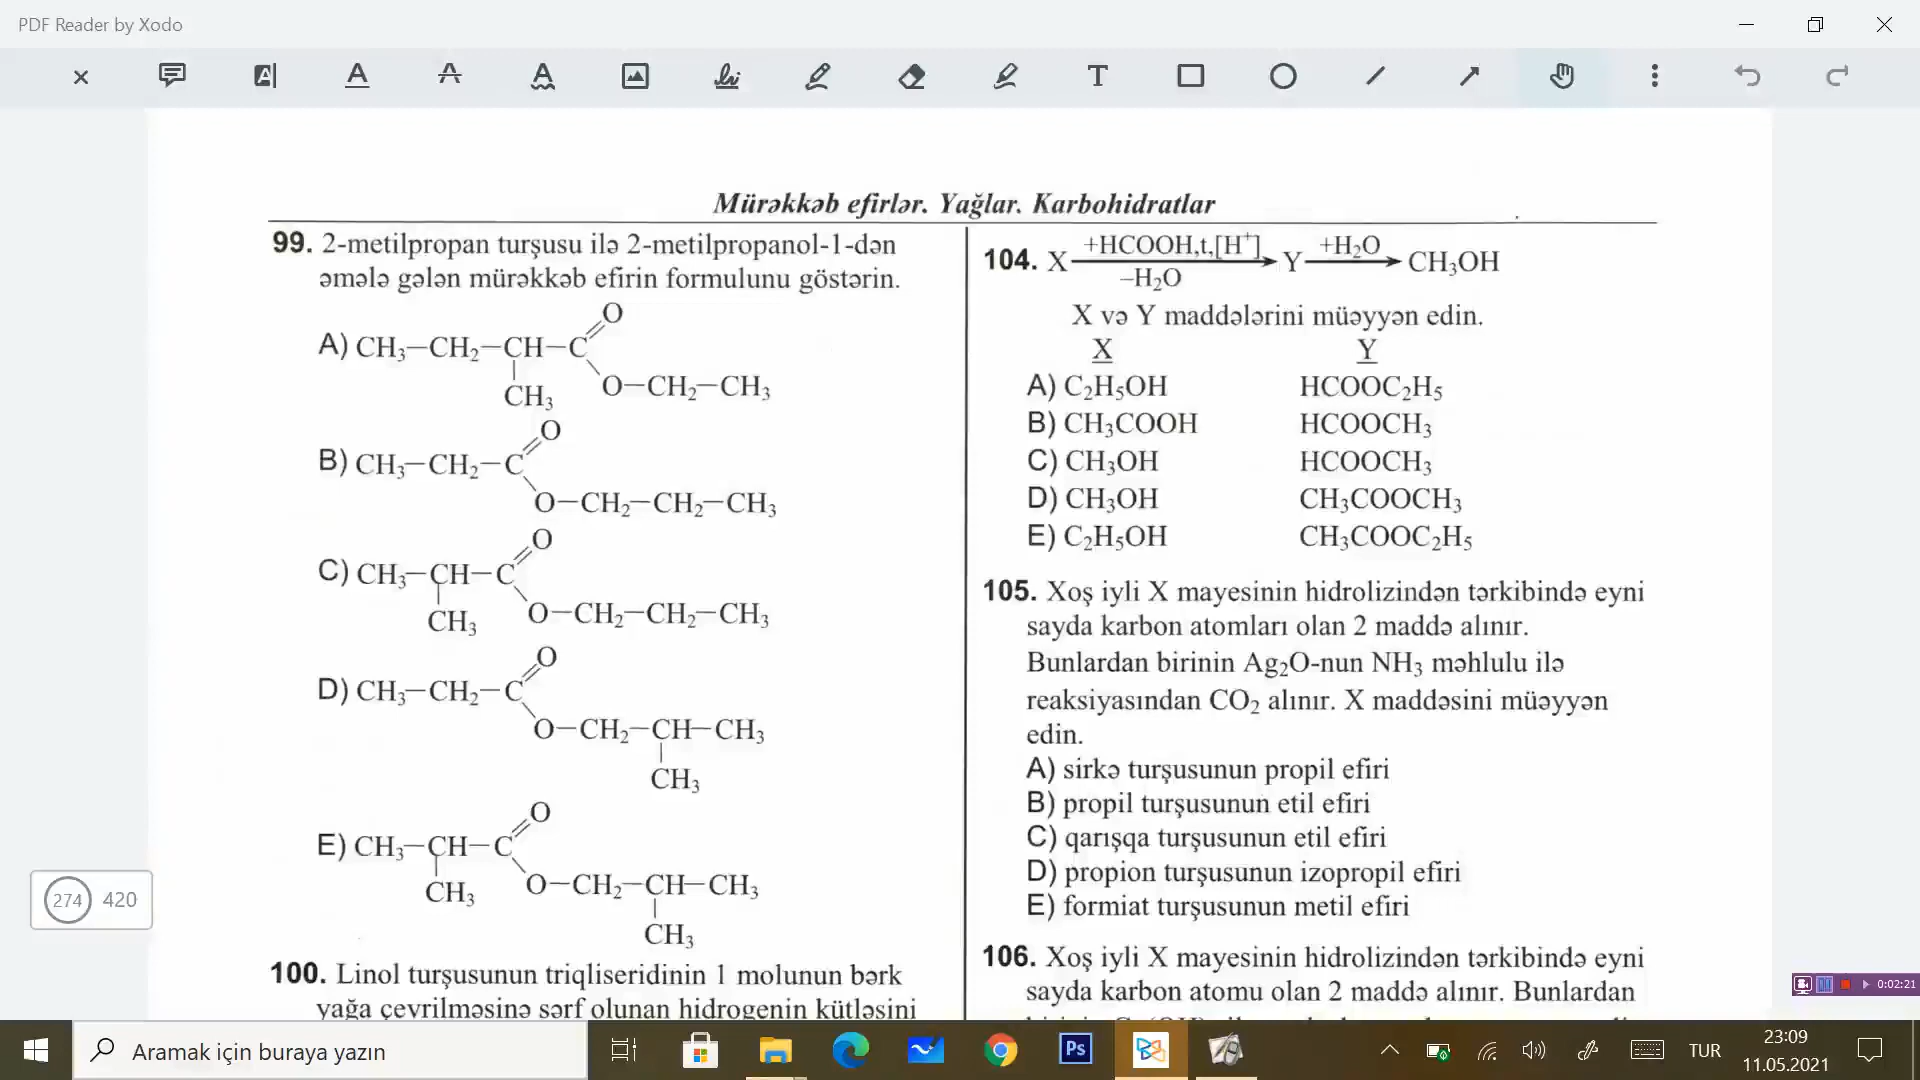 PDF Reader by Xodo
Mürəkkəb efirlər. Yağlar. Karbohidratlar
99. 2-metilpropan turşusu ilə 2-metilpropanol-1-dən
əmələ gələn mürəkkəb efirin formulunu göstərin.
O
A) CH₃—CH₂—CH—C
CH₃ O—CH₂—CH₃
O
B) CH₃—CH₂—C
O—CH₂—CH₂—CH₃
O
C) CH₃—CH—C
CH₃ O—CH₂—CH₂—CH₃
O
D) CH₃—CH₂—C
O—CH₂—CH—CH₃
CH₃
O
E) CH₃—CH—C
CH₃ O—CH₂—CH—CH₃
CH₃
100. Linol turşusunun triqliseridinin 1 molunun bərk
yağa çevrilməsinə sərf olunan hidrogenin kütləsini
104. X +HCOOH,t,[H⁺] –H₂O Y +H₂O CH₃OH
X və Y maddələrini müəyyən edin.
X Y
A) C₂H₅OH HCOOC₂H₅
B) CH₃COOH HCOOCH₃
C) CH₃OH HCOOCH₃
D) CH₃OH CH₃COOCH₃
E) C₂H₅OH CH₃COOC₂H₅
105. Xoş iyli X mayesinin hidrolizindən tərkibində eyni
sayda karbon atomları olan 2 maddə alınır.
Bunlardan birinin Ag₂O-nun NH₃ məhlulu ilə
reaksiyasından CO₂ alınır. X maddəsini müəyyən
edin.
A) sirkə turşusunun propil efiri
B) propil turşusunun etil efiri
C) qarışqa turşusunun etil efiri
D) propion turşusunun izopropil efiri
E) formiat turşusunun metil efiri
106. Xoş iyli X mayesinin hidrolizindən tərkibində eyni
sayda karbon atomu olan 2 maddə alınır. Bunlardan
274 420
0:02:21
Aramak için buraya yazın
Ps
TUR
23:09
11.05.2021